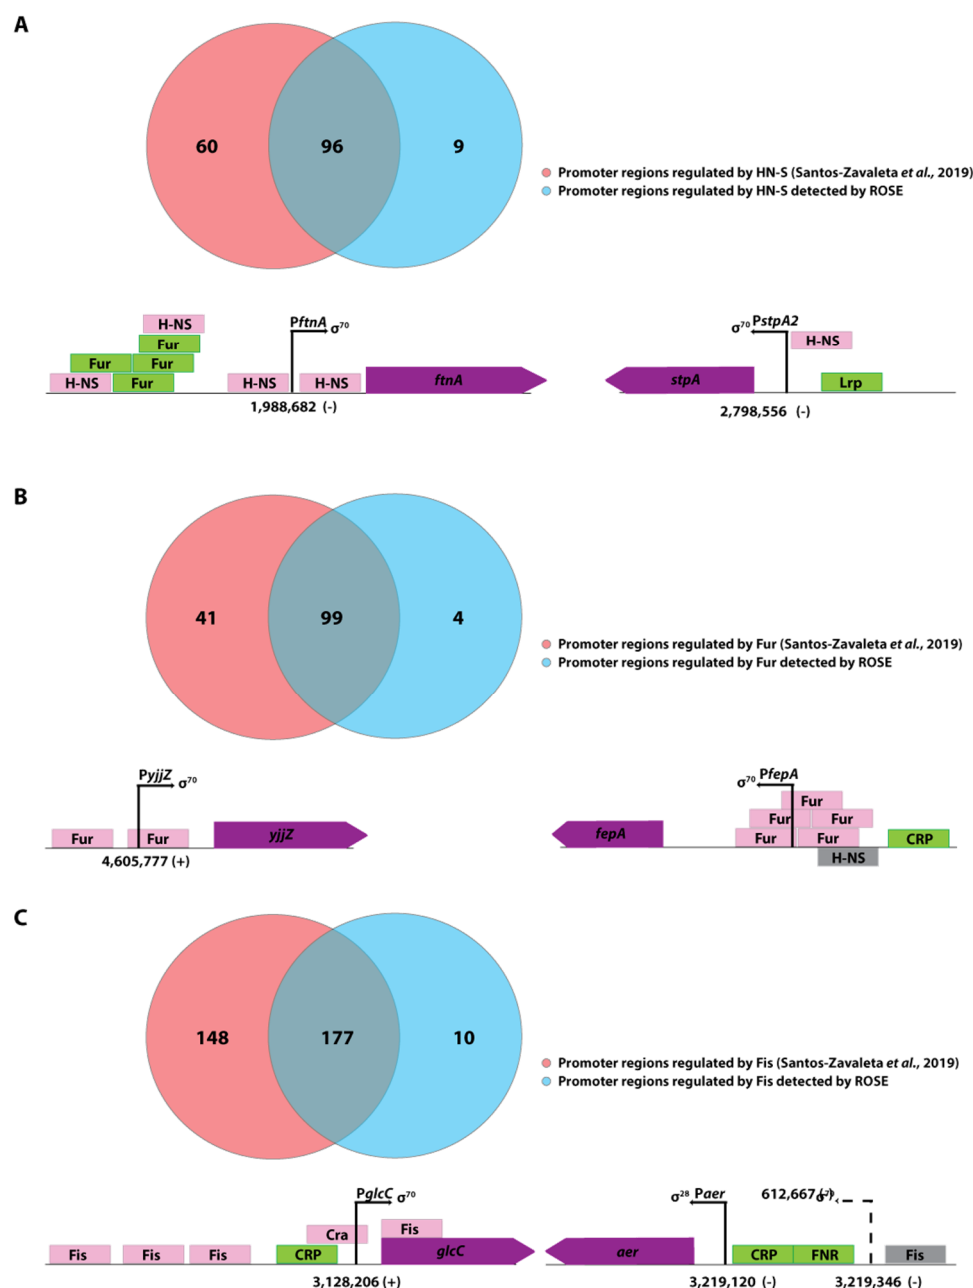 A
60
96
9
Promoter regions regulated by HN-S (Santos-Zavaleta et al., 2019)
Promoter regions regulated by HN-S detected by ROSE
H-NS
Fur
Fur Fur
H-NS Fur
H-NS
H-NS
PftnA σ70
ftnA
1,988,682 (-)
σ70 PstpA2
H-NS
stpA
Lrp
2,798,556 (-)
B
41
99
4
Promoter regions regulated by Fur (Santos-Zavaleta et al., 2019)
Promoter regions regulated by Fur detected by ROSE
PyjjZ σ70
Fur
Fur
yjjZ
4,605,777 (+)
σ70 PfepA
Fur
Fur Fur
Fur Fur
fepA
CRP
H-NS
C
148
177
10
Promoter regions regulated by Fis (Santos-Zavaleta et al., 2019)
Promoter regions regulated by Fis detected by ROSE
PglcC σ70
Cra
Fis
Fis
Fis
Fis
CRP
glcC
3,128,206 (+)
σ28 Paer
612,667
aer
CRP
FNR
Fis
3,219,120 (-)
3,219,346 (-)